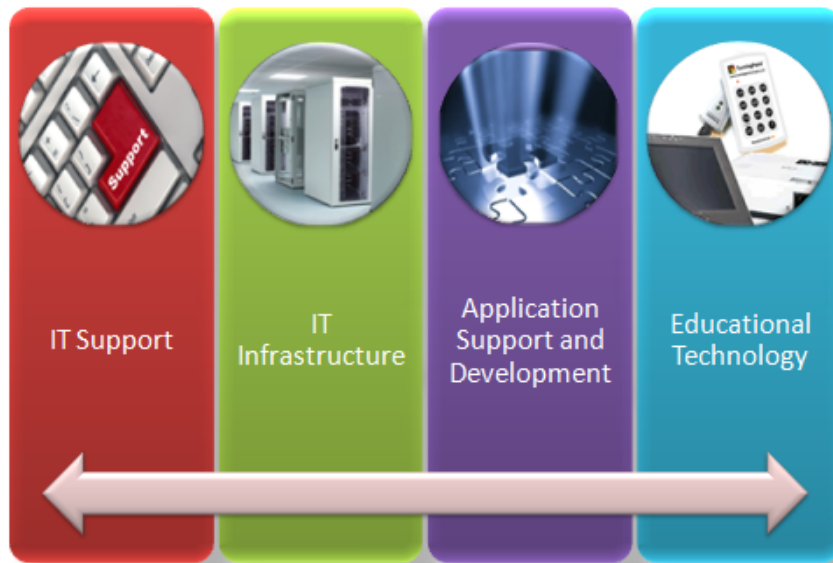 Support
IT Support
IT
Infrastructure
Application
Support and
Development
Educational
Technology